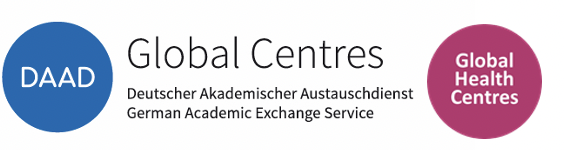 DAAD
Global Centres
Deutscher Akademischer Austauschdienst
German Academic Exchange Service
Global
Health
Centres